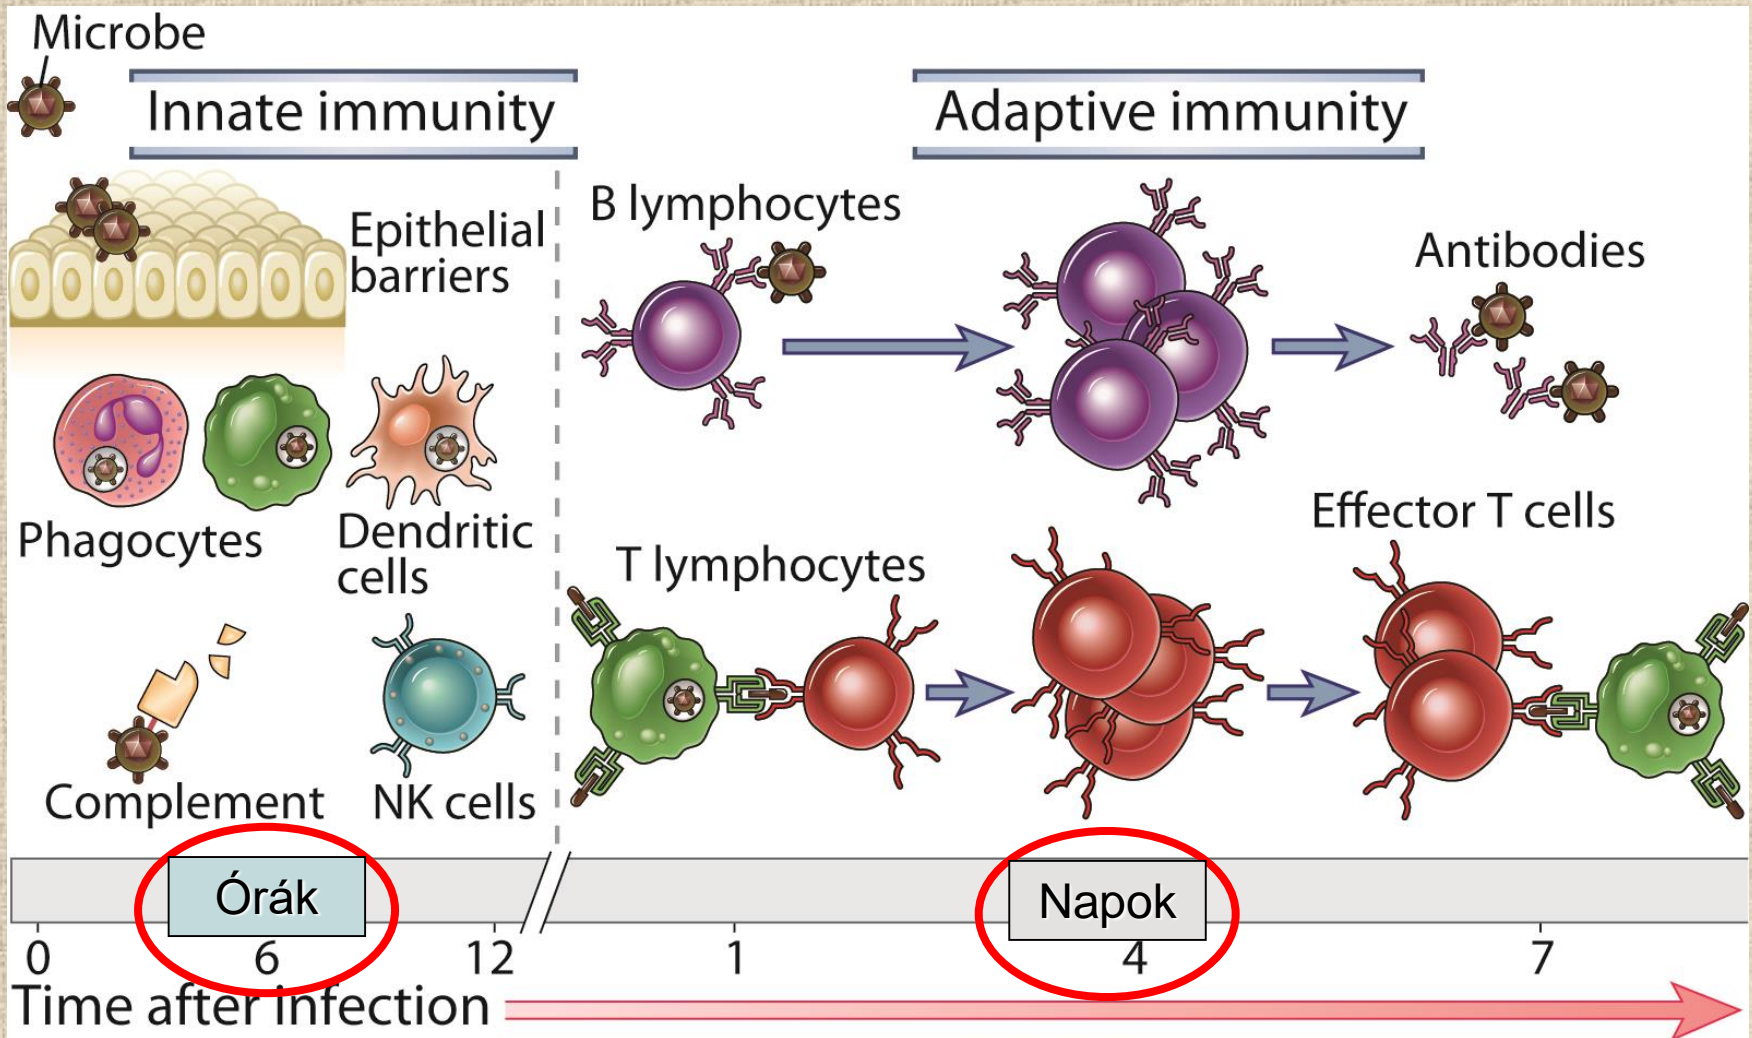 Microbe
Innate immunity
Adaptive immunity
Epithelial
barriers
B lymphocytes
Antibodies
Phagocytes
Dendritic
cells
T lymphocytes
Effector T cells
Complement
NK cells
Órák
Napok
0
6
12
1
4
7
Time after infection